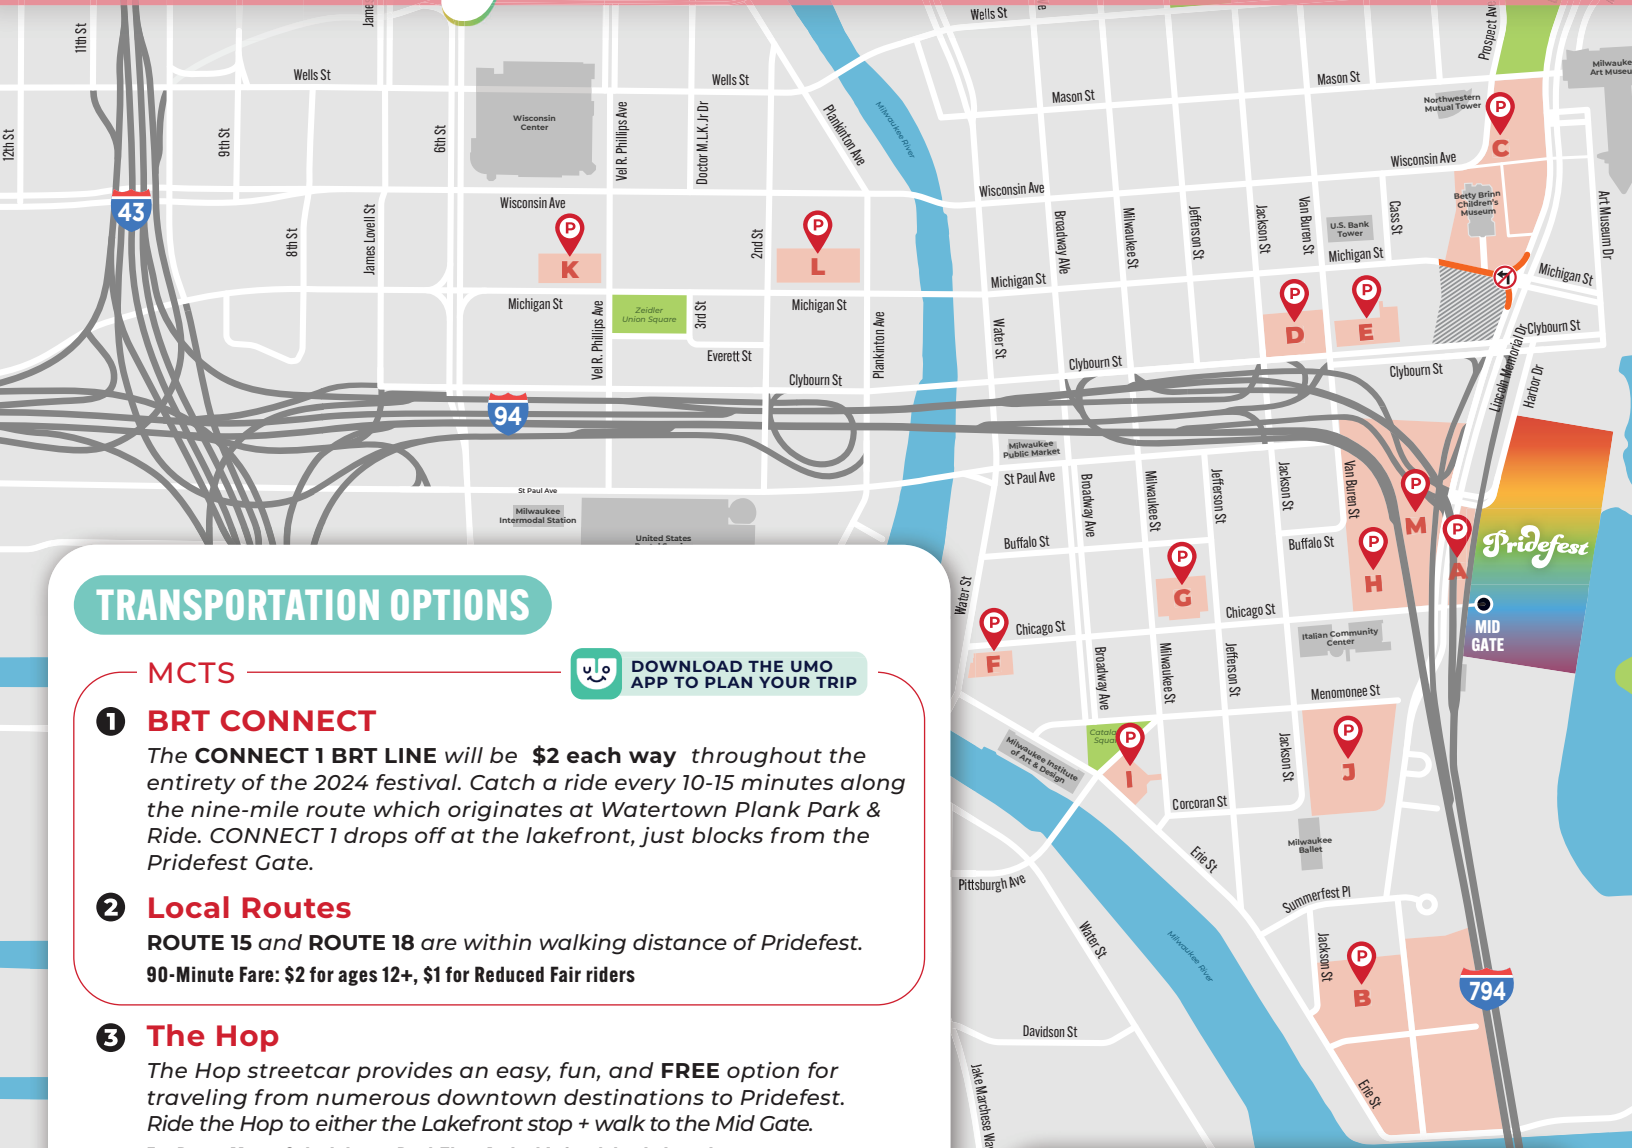 11th St
Jame
Wells St
Prospect Av
Wells St
Wells St
Mason St
Mason St
Milwauke
Art Museu
Northwestern
Mutual Tower
P
C
12th St
9th St
6th St
Wisconsin
Center
Vel R. Phillips Ave
Doctor M.L.K. Jr Dr
Plankinton Ave
Milwaukee River
Wisconsin Ave
Wisconsin Ave
Wisconsin Ave
43
8th St
James Lovell St
P
K
2nd St
P
L
Broadway Ave
Milwaukee St
Jefferson St
Jackson St
Van Buren St
U.S. Bank
Tower
Cass St
Betty Brinn
Children's
Museum
Art Museum Dr
Michigan St
Michigan St
Michigan St
Michigan St
Michigan St
Vel R. Phillips Ave
Zeidler
Union Square
3rd St
Everett St
Plankinton Ave
Water St
P
D
P
E
Clybourn St
Clybourn St
Clybourn St
Clybourn St
Lincoln Memorial Dr
Harbor Dr
94
Milwaukee
Public Market
St Paul Ave
St Paul Ave
Milwaukee
Intermodal Station
United States
Broadway Ave
Milwaukee St
Jefferson St
Jackson St
Van Buren St
P
M
P
A
Pridefest
MID
GATE
Buffalo St
Buffalo St
P
G
P
H
Water St
P
F
Chicago St
Chicago St
Italian Community
Center
Broadway Ave
Milwaukee St
Jefferson St
Menomonee St
P
I
Milwaukee Institute
of Art & Design
Jackson St
P
J
Corcoran St
Milwaukee
Ballet
Erie St
Pittsburgh Ave
Summerfest Pl
Water St
Milwaukee River
Jackson St
P
B
794
Davidson St
Jake Marchese Wa
Erie St
TRANSPORTATION OPTIONS
MCTS
DOWNLOAD THE UMO
APP TO PLAN YOUR TRIP
1 BRT CONNECT
The CONNECT 1 BRT LINE will be $2 each way throughout the
entirety of the 2024 festival. Catch a ride every 10-15 minutes along
the nine-mile route which originates at Watertown Plank Park &
Ride. CONNECT 1 drops off at the lakefront, just blocks from the
Pridefest Gate.
2 Local Routes
ROUTE 15 and ROUTE 18 are within walking distance of Pridefest.
90-Minute Fare: $2 for ages 12+, $1 for Reduced Fair riders
3 The Hop
The Hop streetcar provides an easy, fun, and FREE option for
traveling from numerous downtown destinations to Pridefest.
Ride the Hop to either the Lakefront stop + walk to the Mid Gate.